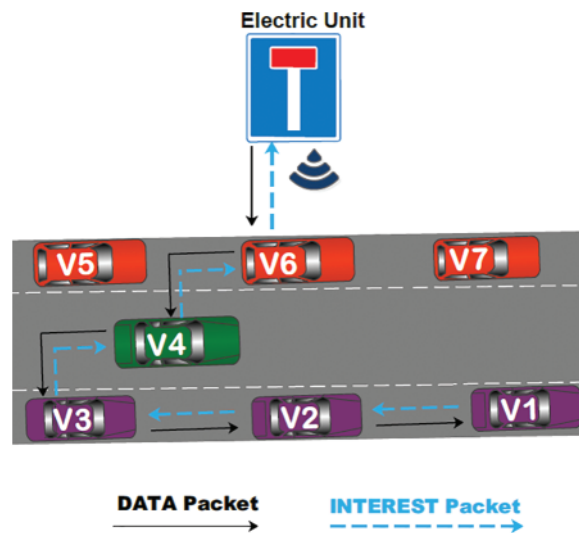 Electric Unit
V5
V6
V7
V4
V3
V2
V1
DATA Packet
INTEREST Packet